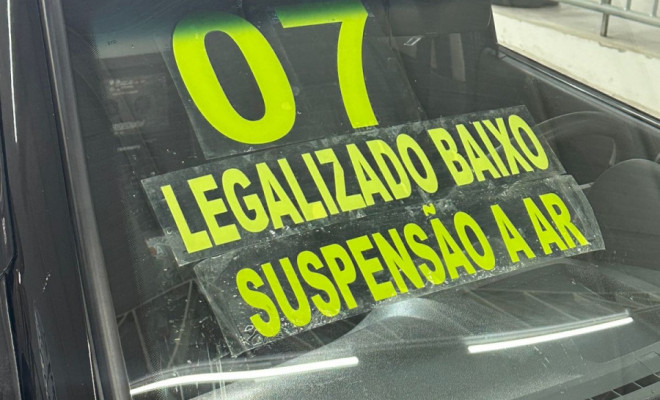 07
LEGALIZADO BAIXO
SUSPENSÃO A AR